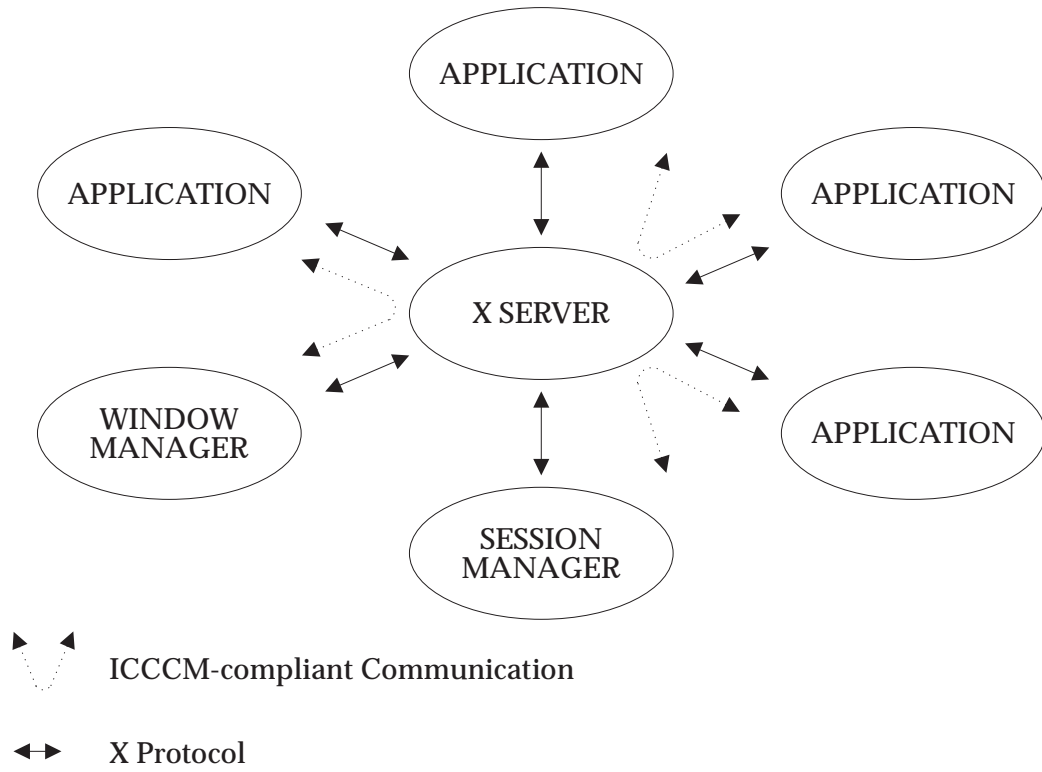 APPLICATION
APPLICATION
APPLICATION
X SERVER
WINDOW
MANAGER
APPLICATION
SESSION
MANAGER
ICCCM-compliant Communication
X Protocol